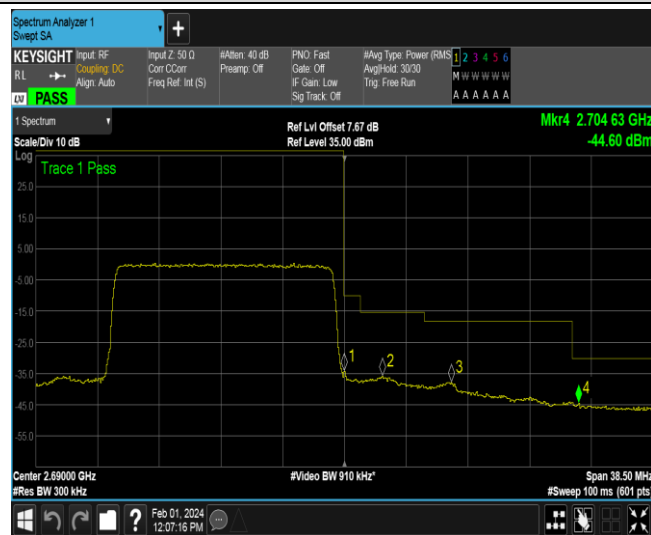 Spectrum Analyzer 1
Swept SA
+
KEYSIGHT Input: RF Input Z: 50 Ω #Atten: 40 dB PNO: Fast #Avg Type: Power (RMS 1 2 3 4 5 6
RL Coupling: DC Corr CCorr Preamp: Off Gate: Off Avg|Hold: 30/30 M W W W W W
Align: Auto Freq Ref: Int (S) IF Gain: Low Trig: Free Run
Sig Track: Off A A A A A A
LXI PASS
1 Spectrum Ref Lvl Offset 7.67 dB Mkr4 2.704 63 GHz
Scale/Div 10 dB Ref Level 35.00 dBm -44.60 dBm
Log
Trace 1 Pass
25.0
15.0
5.00
-5.00
-15.0
-25.0
-35.0
-45.0
-55.0
1
2
3
4
Center 2.69000 GHz #Video BW 910 kHz* Span 38.50 MHz
#Res BW 300 kHz #Sweep 100 ms (601 pts
? Feb 01, 2024
12:07:16 PM